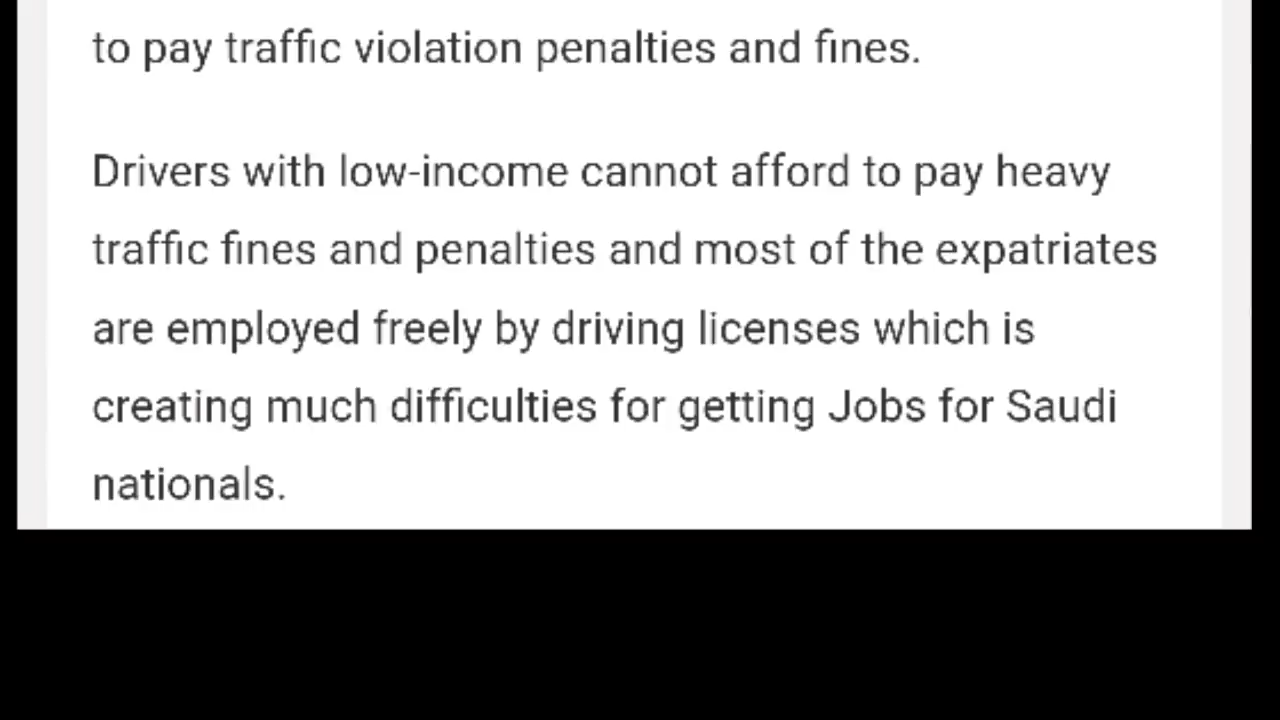 to pay traffic violation penalties and fines.
Drivers with low-income cannot afford to pay heavy
traffic fines and penalties and most of the expatriates
are employed freely by driving licenses which is
creating much difficulties for getting Jobs for Saudi
nationals.